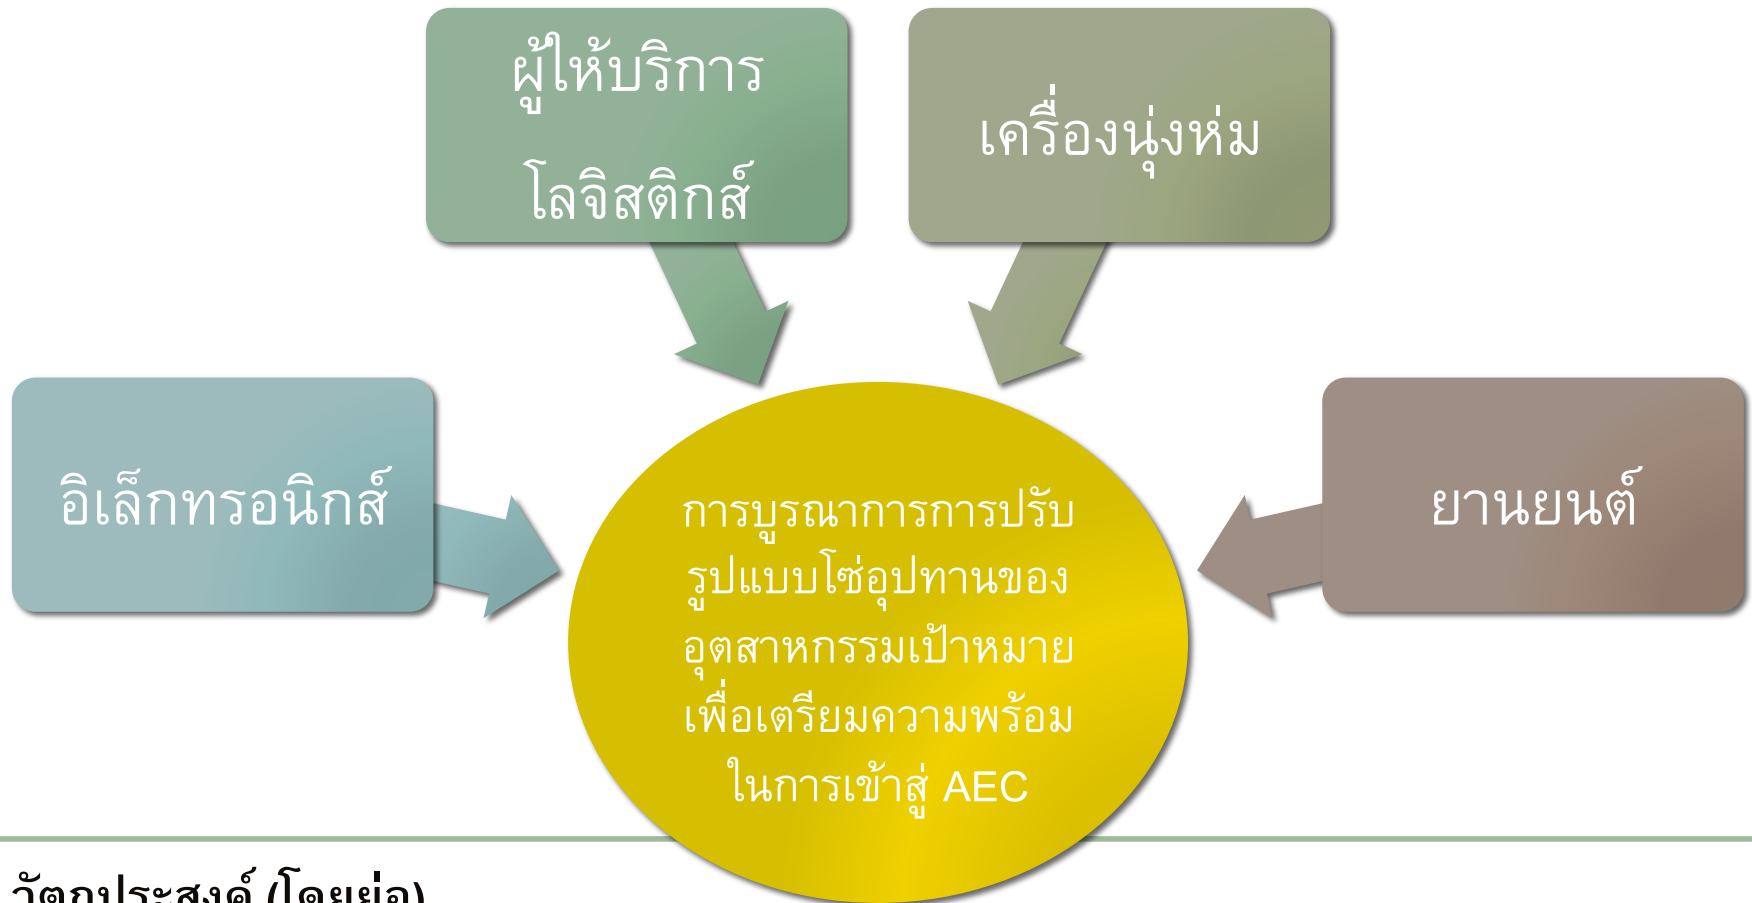 ผู้ให้บริการ
โลจิสติกส์
เครื่องนุ่งห่ม
อิเล็กทรอนิกส์
ยานยนต์
การบูรณาการการปรับ
รูปแบบโซ่อุปทานของ
อุตสาหกรรมเป้าหมาย
เพื่อเตรียมความพร้อม
ในการเข้าสู่ AEC
วัตถุประสงค์ (โดยย่อ)